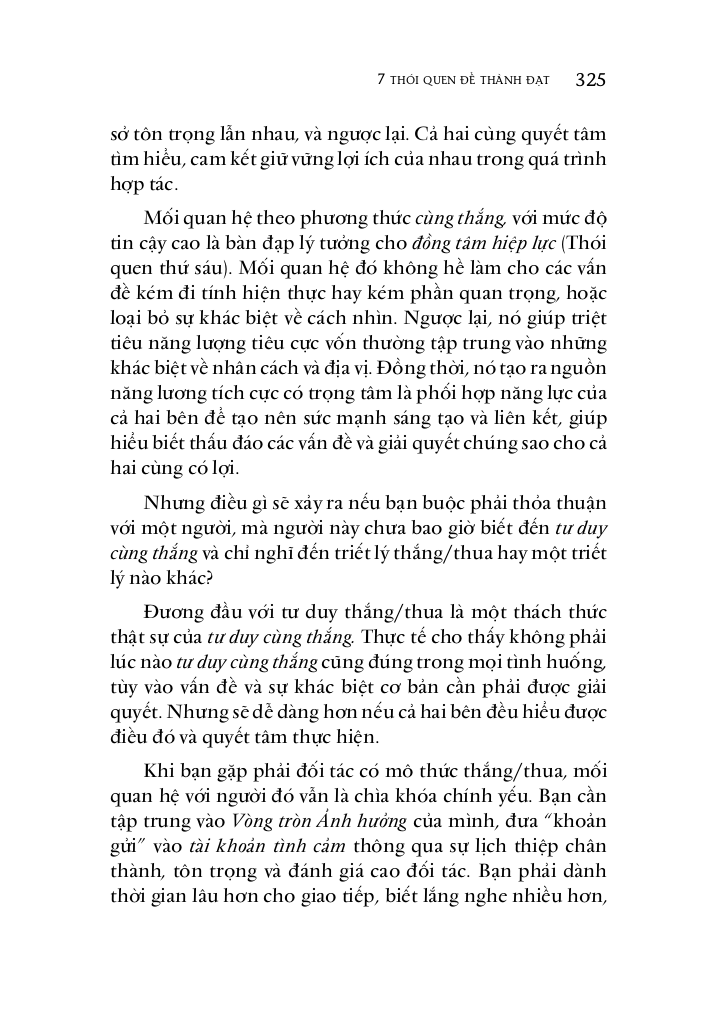 7 THÓI QUEN ĐỂ THÀNH ĐẠT 325
sở tôn trọng lẫn nhau, và ngược lại. Cả hai cùng quyết tâm
tìm hiểu, cam kết giữ vững lợi ích của nhau trong quá trình
hợp tác.
Mối quan hệ theo phương thức cùng thắng, với mức độ
tin cậy cao là bàn đạp lý tưởng cho đồng tâm hiệp lực (Thói
quen thứ sáu). Mối quan hệ đó không hề làm cho các vấn
đề kém đi tính hiện thực hay kém phần quan trọng, hoặc
loại bỏ sự khác biệt về cách nhìn. Ngược lại, nó giúp triệt
tiêu năng lượng tiêu cực vốn thường tập trung vào những
khác biệt về nhân cách và địa vị. Đồng thời, nó tạo ra nguồn
năng lương tích cực có trọng tâm là phối hợp năng lực của
cả hai bên để tạo nên sức mạnh sáng tạo và liên kết, giúp
hiểu biết thấu đáo các vấn đề và giải quyết chúng sao cho cả
hai cùng có lợi.
Nhưng điều gì sẽ xảy ra nếu bạn buộc phải thỏa thuận
với một người, mà người này chưa bao giờ biết đến tư duy
cùng thắng và chỉ nghĩ đến triết lý thắng/thua hay một triết
lý nào khác?
Đương đầu với tư duy thắng/thua là một thách thức
thật sự của tư duy cùng thắng. Thực tế cho thấy không phải
lúc nào tư duy cùng thắng cũng đúng trong mọi tình huống,
tùy vào vấn đề và sự khác biệt cơ bản cần phải được giải
quyết. Nhưng sẽ dễ dàng hơn nếu cả hai bên đều hiểu được
điều đó và quyết tâm thực hiện.
Khi bạn gặp phải đối tác có mô thức thắng/thua, mối
quan hệ với người đó vẫn là chìa khóa chính yếu. Bạn cần
tập trung vào Vòng tròn Ảnh hưởng của mình, đưa “khoản
gửi” vào tài khoản tình cảm thông qua sự lịch thiệp chân
thành, tôn trọng và đánh giá cao đối tác. Bạn phải dành
thời gian lâu hơn cho giao tiếp, biết lắng nghe nhiều hơn,